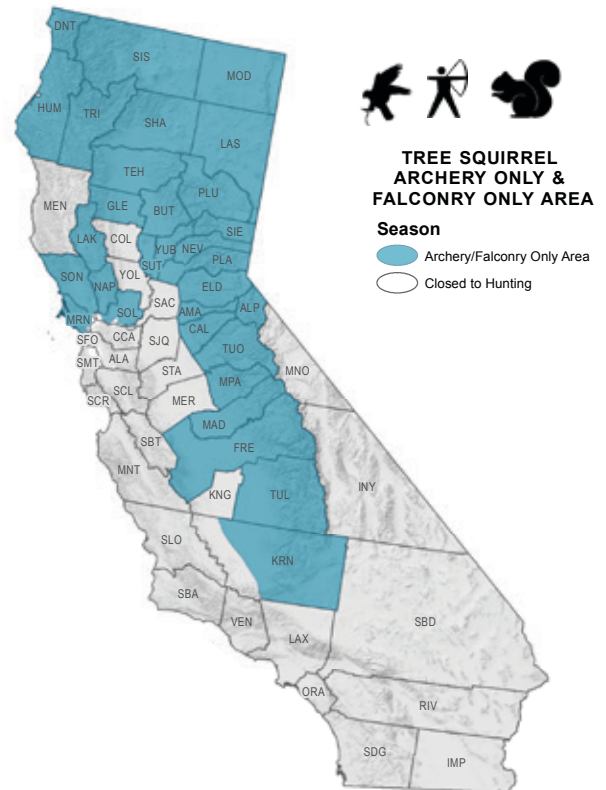 TREE SQUIRREL
ARCHERY ONLY &
FALCONRY ONLY AREA
Season
Archery/Falconry Only Area
Closed to Hunting
DNT
SIS
MOD
HUM
TRI
SHA
LAS
TEH
MEN
GLE
BUT
PLU
LAK
COL
SUT
YUB
NEV
SIE
PLA
SON
NAP
YOL
SAC
ELD
MRN
SOL
AMA
ALP
SFO
CCA
SJQ
CAL
TUO
SMT
ALA
STA
MPA
MNO
SCR
SCL
MER
MAD
SBT
FRE
MNT
KNG
TUL
INY
SLO
KRN
SBA
VEN
LAX
SBD
ORA
RIV
SDG
IMP